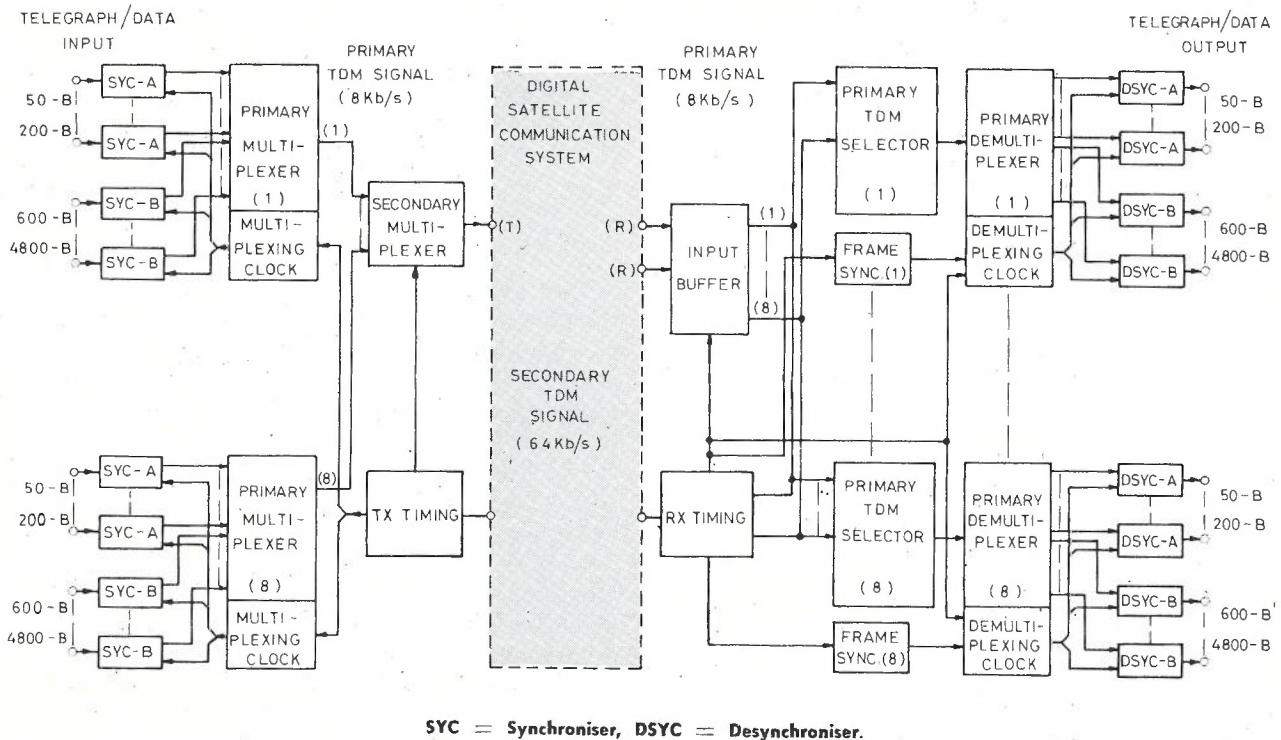 TELEGRAPH/DATA
INPUT
50-B
200-B
600-B
4800-B
SYC-A
SYC-A
SYC-B
SYC-B
PRIMARY
MULTI-
PLEXER
(1)
MULTI-
PLEXING
CLOCK
PRIMARY
TDM SIGNAL
(8Kb/s)
(1)
SECONDARY
MULTI-
PLEXER
(T)
50-B
200-B
600-B
4800-B
SYC-A
SYC-A
SYC-B
SYC-B
PRIMARY
MULTI-
PLEXER
(8)
MULTI-
PLEXING
CLOCK
(8)
TX TIMING
DIGITAL
SATELLITE
COMMUNICATION
SYSTEM
SECONDARY
TDM
SIGNAL
(64Kb/s)
(R)
(R)
PRIMARY
TDM SIGNAL
(8Kb/s)
INPUT
BUFFER
(1)
(8)
RX TIMING
PRIMARY
TDM
SELECTOR
(1)
FRAME
SYNC.(1)
PRIMARY
DEMULTI-
PLEXER
(1)
DEMULTI-
PLEXING
CLOCK
TELEGRAPH/DATA
OUTPUT
DSYC-A
DSYC-A
DSYC-B
DSYC-B
50-B
200-B
600-B
4800-B
PRIMARY
TDM
SELECTOR
(8)
FRAME
SYNC.(8)
PRIMARY
DEMULTI-
PLEXER
(8)
DEMULTI-
PLEXING
CLOCK
DSYC-A
DSYC-A
DSYC-B
DSYC-B
50-B
200-B
600-B'
4800-B
SYC = Synchroniser, DSYC = Desynchroniser.